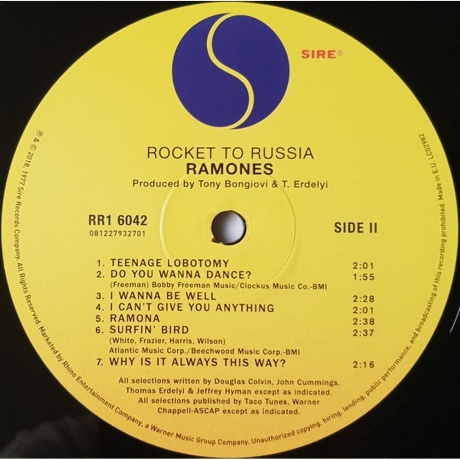 SIRE®
ROCKET TO RUSSIA
RAMONES
Produced by Tony Bongiovi & T. Erdelyi
RR1 6042
081227932701
SIDE II
1. TEENAGE LOBOTOMY 2:01
2. DO YOU WANNA DANCE? 1:55
(Freeman) Bobby Freeman Music/Clockus Music Co.-BMI
3. I WANNA BE WELL 2:28
4. I CAN'T GIVE YOU ANYTHING 2:01
5. RAMONA 2:38
6. SURFIN' BIRD 2:37
(White, Frazier, Harris, Wilson)
Atlantic Music Corp./Beechwood Music Corp.-BMI
7. WHY IS IT ALWAYS THIS WAY? 2:16
All selections written by Douglas Colvin, John Cummings,
Thomas Erdelyi & Jeffrey Hyman except as indicated.
All selections published by Taco Tunes, Warner
Chappell-ASCAP except as indicated.
℗ & © 2018, 1977 Sire Records Company. All Rights Reserved. Marketed by Rhino Entertainment Company, a Warner Music Group Company. Unauthorized copying, hiring, lending, public performance, and broadcasting of this recording prohibited. Made in E.U. LC02982